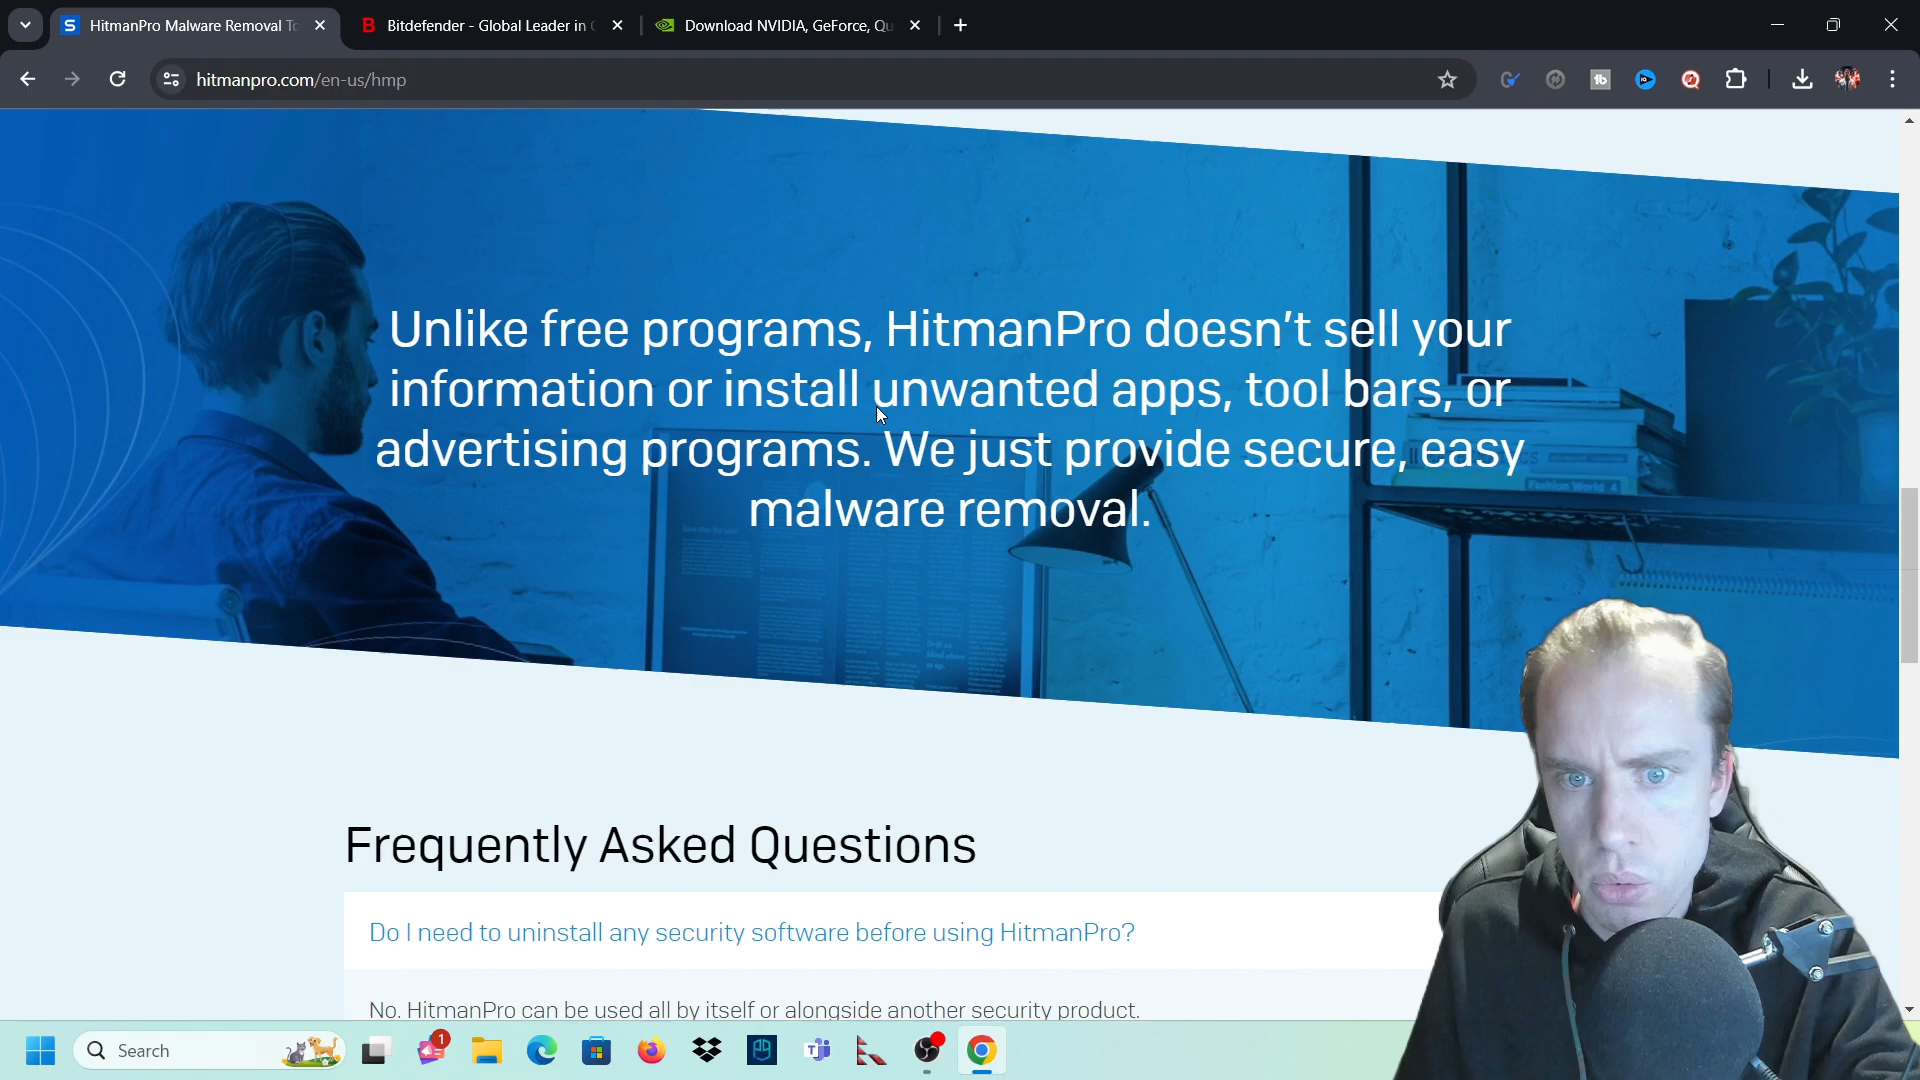 HitmanPro Malware Removal To
Bitdefender - Global Leader in C
Download NVIDIA, GeForce, Qu
hitmanpro.com/en-us/hmp
Unlike free programs, HitmanPro doesn't sell your
information or install unwanted apps, tool bars, or
advertising programs. We just provide secure, easy
malware removal.
Frequently Asked Questions
Do I need to uninstall any security software before using HitmanPro?
No. HitmanPro can be used all by itself or alongside another security product.
Search
1